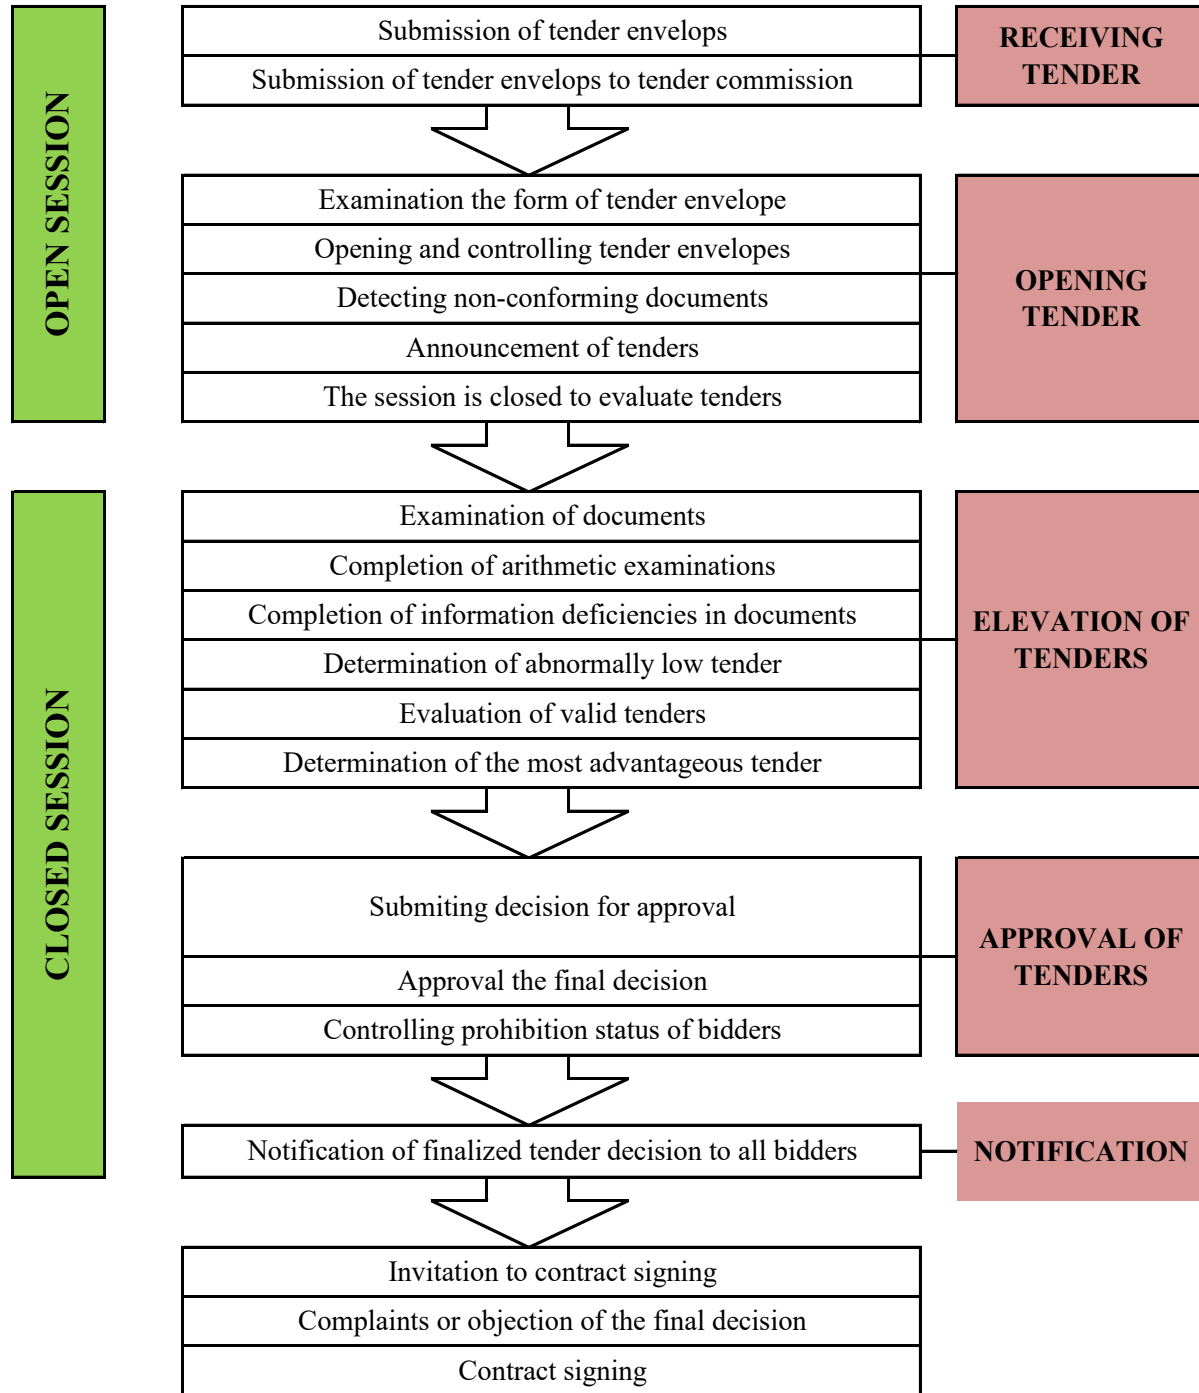 OPEN SESSION
Submission of tender envelops
Submission of tender envelops to tender commission
RECEIVING
TENDER
Examination the form of tender envelope
Opening and controlling tender envelopes
Detecting non-conforming documents
Announcement of tenders
The session is closed to evaluate tenders
OPENING
TENDER
CLOSED SESSION
Examination of documents
Completion of arithmetic examinations
Completion of information deficiencies in documents
Determination of abnormally low tender
Evaluation of valid tenders
Determination of the most advantageous tender
ELEVATION OF
TENDERS
Submiting decision for approval
Approval the final decision
Controlling prohibition status of bidders
APPROVAL OF
TENDERS
Notification of finalized tender decision to all bidders
NOTIFICATION
Invitation to contract signing
Complaints or objection of the final decision
Contract signing